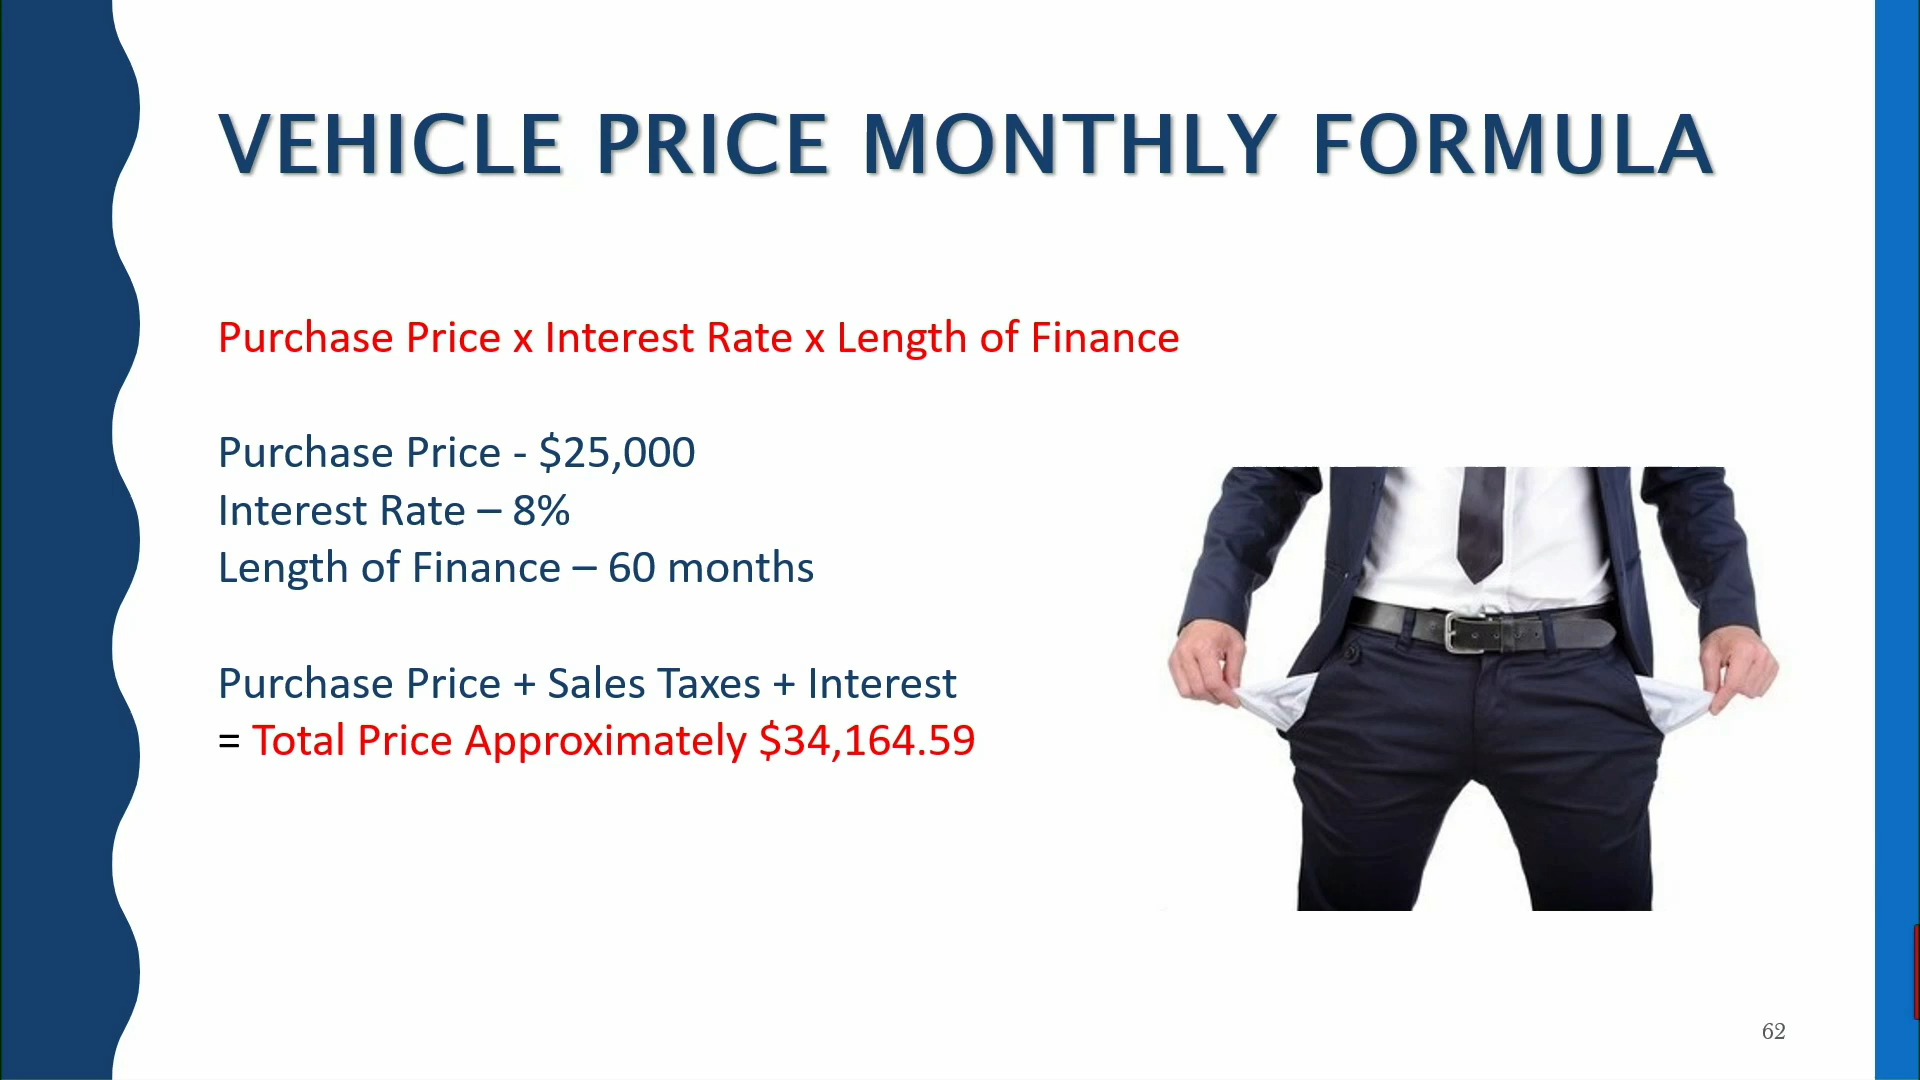 VEHICLE PRICE MONTHLY FORMULA
Purchase Price x Interest Rate x Length of Finance
Purchase Price - $25,000
Interest Rate – 8%
Length of Finance – 60 months
Purchase Price + Sales Taxes + Interest
= Total Price Approximately $34,164.59
62